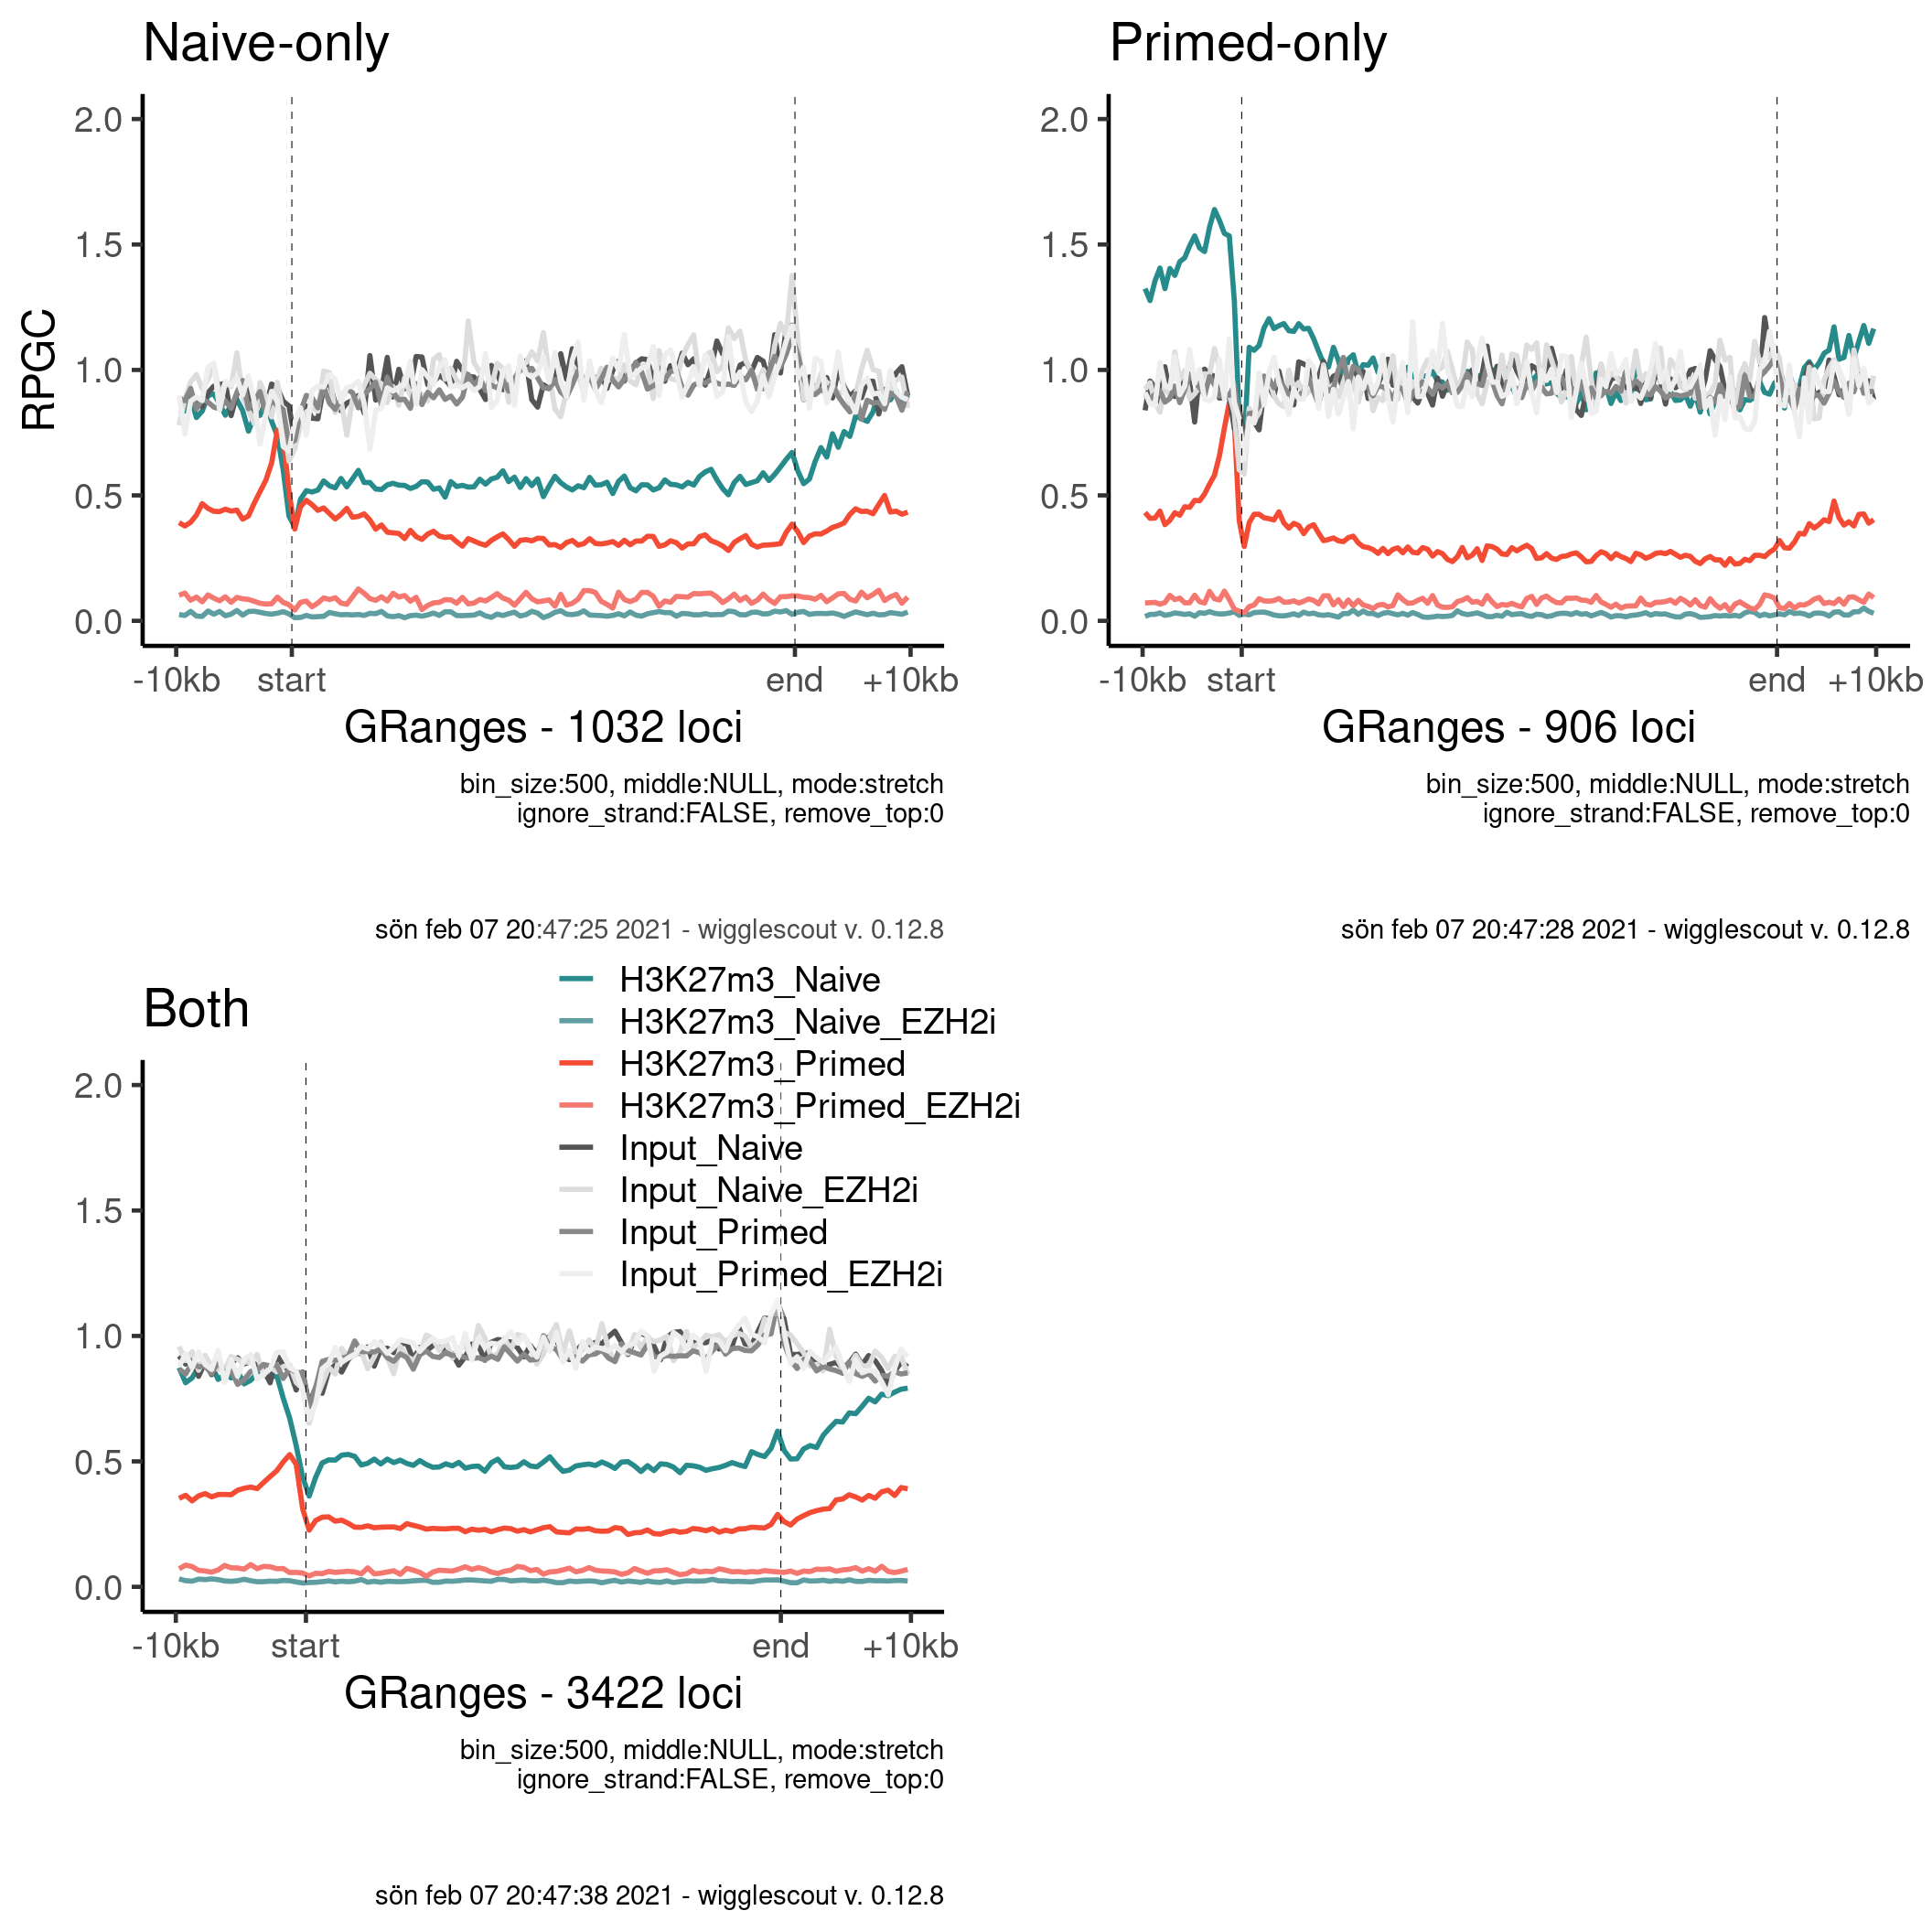 Naive-only
Primed-only
RPGC
2.0
1.5
1.0
0.5
0.0
-10kb start end +10kb
GRanges - 1032 loci
bin_size:500, middle:NULL, mode:stretch
ignore_strand:FALSE, remove_top:0
sön feb 07 20:47:25 2021 - wigglescout v. 0.12.8
2.0
1.5
1.0
0.5
0.0
-10kb start end +10kb
GRanges - 906 loci
bin_size:500, middle:NULL, mode:stretch
ignore_strand:FALSE, remove_top:0
sön feb 07 20:47:28 2021 - wigglescout v. 0.12.8
Both
H3K27m3_Naive
H3K27m3_Naive_EZH2i
H3K27m3_Primed
H3K27m3_Primed_EZH2i
Input_Naive
Input_Naive_EZH2i
Input_Primed
Input_Primed_EZH2i
2.0
1.5
1.0
0.5
0.0
-10kb start end +10kb
GRanges - 3422 loci
bin_size:500, middle:NULL, mode:stretch
ignore_strand:FALSE, remove_top:0
sön feb 07 20:47:38 2021 - wigglescout v. 0.12.8